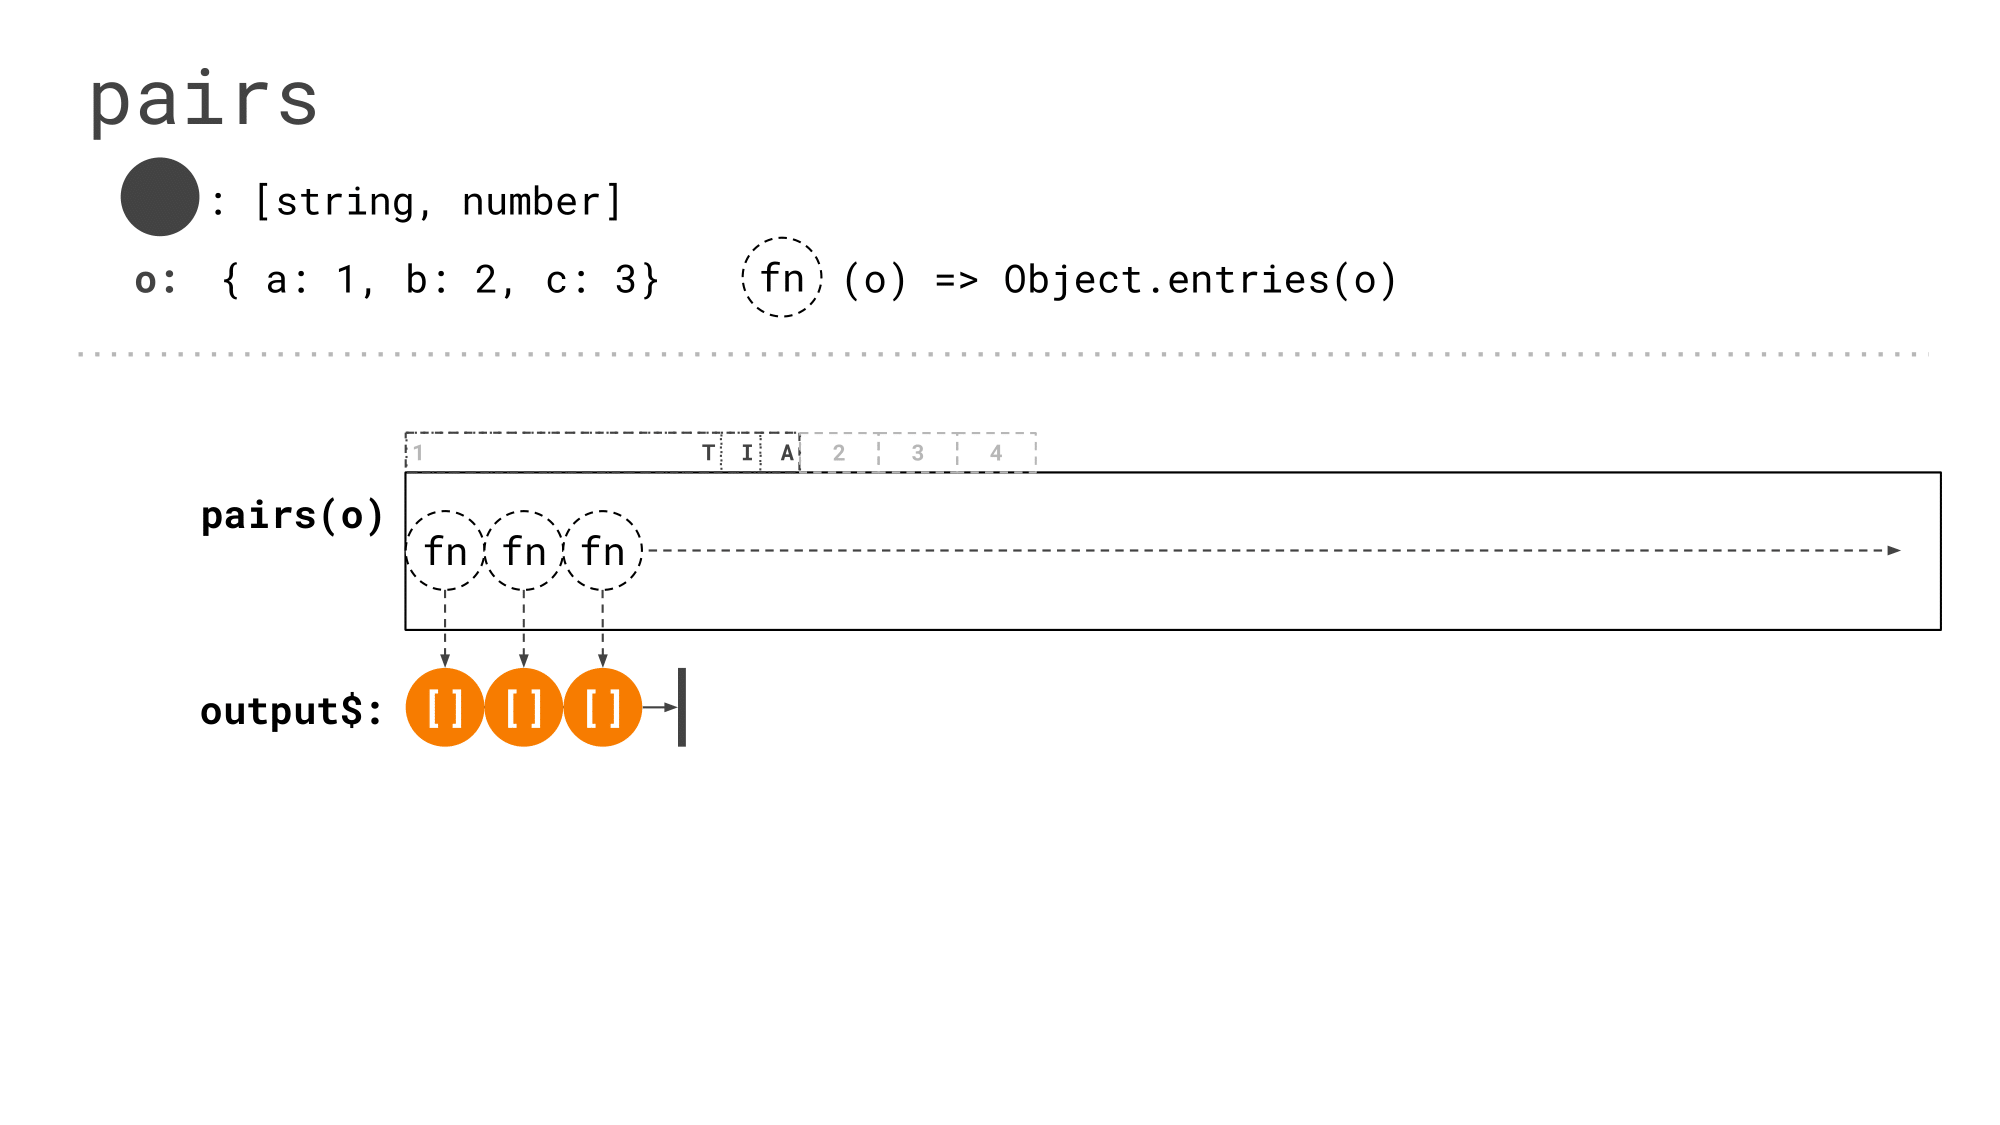 pairs
: [string, number]
o: { a: 1, b: 2, c: 3} fn (o) => Object.entries(o)
1 T I A 2 3 4
pairs(o)
fn fn fn
output$: [] [] []